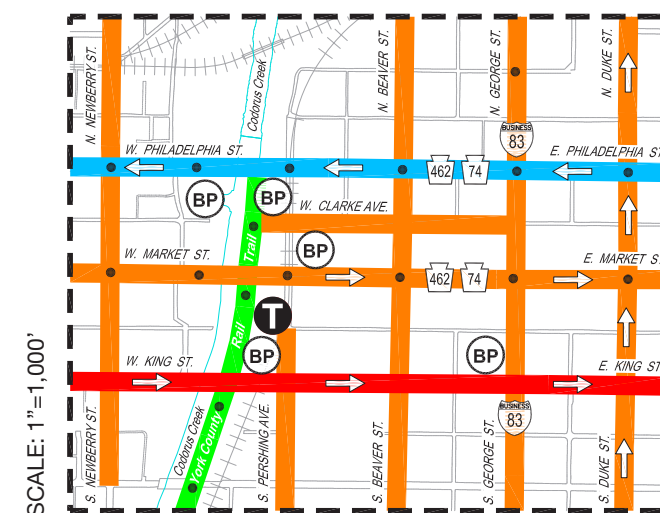 N. NEWBERRY ST.
Codorus Creek
N. BEAVER ST.
N. GEORGE ST.
N. DUKE ST.
BUSINESS
83
W. PHILADELPHIA ST.
E. PHILADELPHIA ST.
462
74
BP
BP
W. CLARKE AVE.
Trail
BP
W. MARKET ST.
E. MARKET ST.
462
74
T
Rail
BP
BP
W. KING ST.
E. KING ST.
BUSINESS
83
S. NEWBERRY ST.
Codorus Creek
York County
S. PERSHING AVE.
S. BEAVER ST.
S. GEORGE ST.
S. DUKE ST.
SCALE: 1"=1,000'